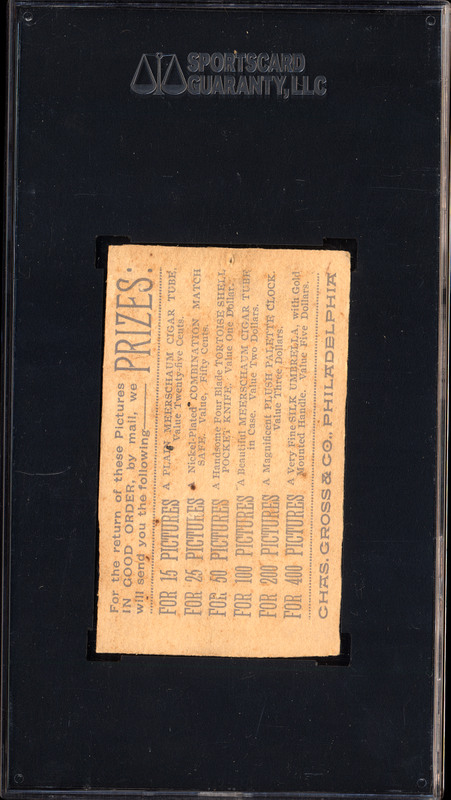 SPORTSCARD
GUARANTY, LLC
For the return of these Pictures
IN GOOD ORDER, by mail, we
will send you the following
PRIZES:
FOR 15 PICTURES A PLAIN MEERSCHAUM CIGAR TUBE.
Value Twenty-five Cents.
FOR 25 PICTURES Nickel-Plated COMBINATION MATCH
SAFE. Value, Fifty Cents.
FOR 50 PICTURES A Handsome Four Blade TORTOISE SHELL
POCKET KNIFE. Value One Dollar.
FOR 100 PICTURES A Beautiful MEERSCHAUM CIGAR TUBE
in Case. Value Two Dollars.
FOR 200 PICTURES A Magnificent PLUSH PALETTE CLOCK.
Value Three Dollars.
FOR 400 PICTURES A Very Fine SILK UMBRELLA, with Gold
Mounted Handle. Value Five Dollars.
CHAS. GROSS & CO., PHILADELPHIA